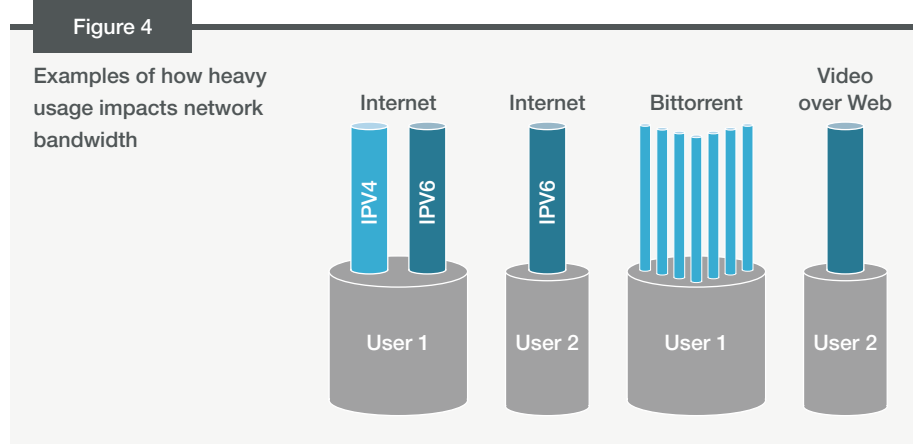 Figure 4
Examples of how heavy
usage impacts network
bandwidth
Internet
Internet
Bittorrent
Video
over Web
IPV4
IPV6
IPV6
User 1
User 2
User 1
User 2